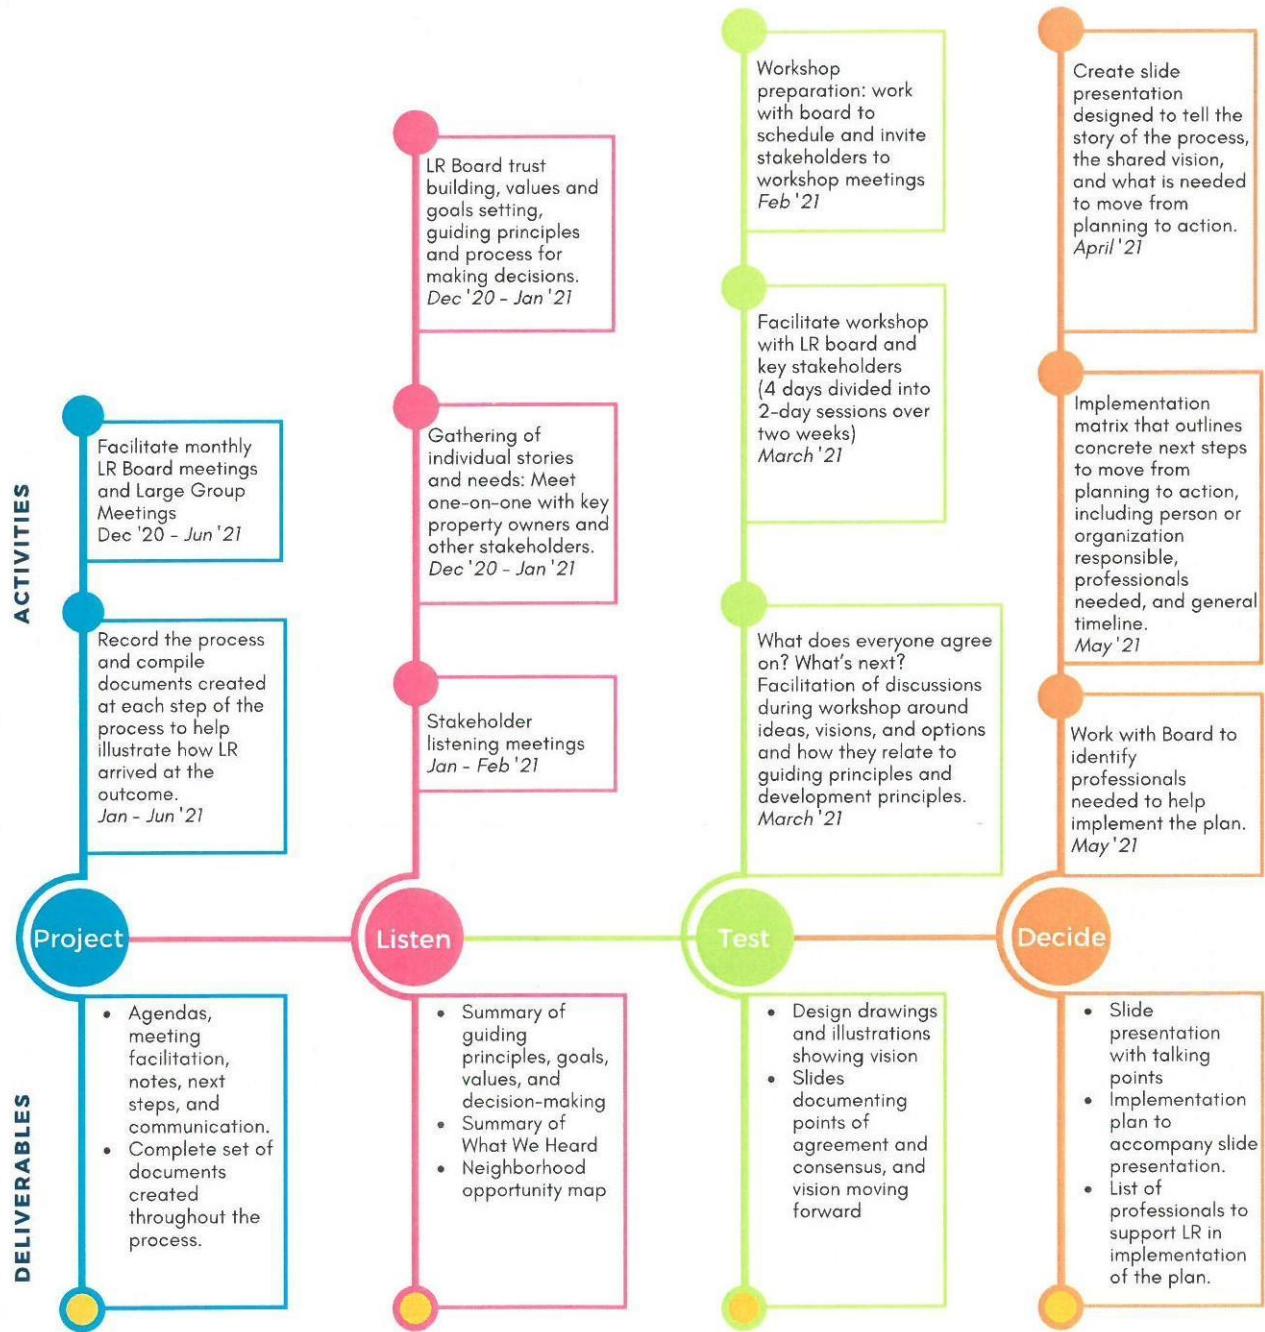 ACTIVITIES
Facilitate monthly
LR Board meetings
and Large Group
Meetings
Dec '20 - Jun '21
Record the process
and compile
documents created
at each step of the
process to help
illustrate how LR
arrived at the
outcome.
Jan - Jun '21
LR Board trust
building, values and
goals setting,
guiding principles
and process for
making decisions.
Dec '20 - Jan '21
Gathering of
individual stories
and needs: Meet
one-on-one with key
property owners and
other stakeholders.
Dec '20 - Jan '21
Stakeholder
listening meetings
Jan - Feb '21
Workshop
preparation: work
with board to
schedule and invite
stakeholders to
workshop meetings
Feb '21
Facilitate workshop
with LR board and
key stakeholders
(4 days divided into
2-day sessions over
two weeks)
March '21
What does everyone agree
on? What's next?
Facilitation of discussions
during workshop around
ideas, visions, and options
and how they relate to
guiding principles and
development principles.
March '21
Create slide
presentation
designed to tell the
story of the process,
the shared vision,
and what is needed
to move from
planning to action.
April '21
Implementation
matrix that outlines
concrete next steps
to move from
planning to action,
including person or
organization
responsible,
professionals
needed, and general
timeline.
May '21
Work with Board to
identify
professionals
needed to help
implement the plan.
May '21
Project
Listen
Test
Decide
DELIVERABLES
• Agendas,
meeting
facilitation,
notes, next
steps, and
communication.
• Complete set of
documents
created
throughout the
process.
• Summary of
guiding
principles, goals,
values, and
decision-making
• Summary of
What We Heard
• Neighborhood
opportunity map
• Design drawings
and illustrations
showing vision
• Slides
documenting
points of
agreement and
consensus, and
vision moving
forward
• Slide
presentation
with talking
points
• Implementation
plan to
accompany slide
presentation.
• List of
professionals to
support LR in
implementation
of the plan.